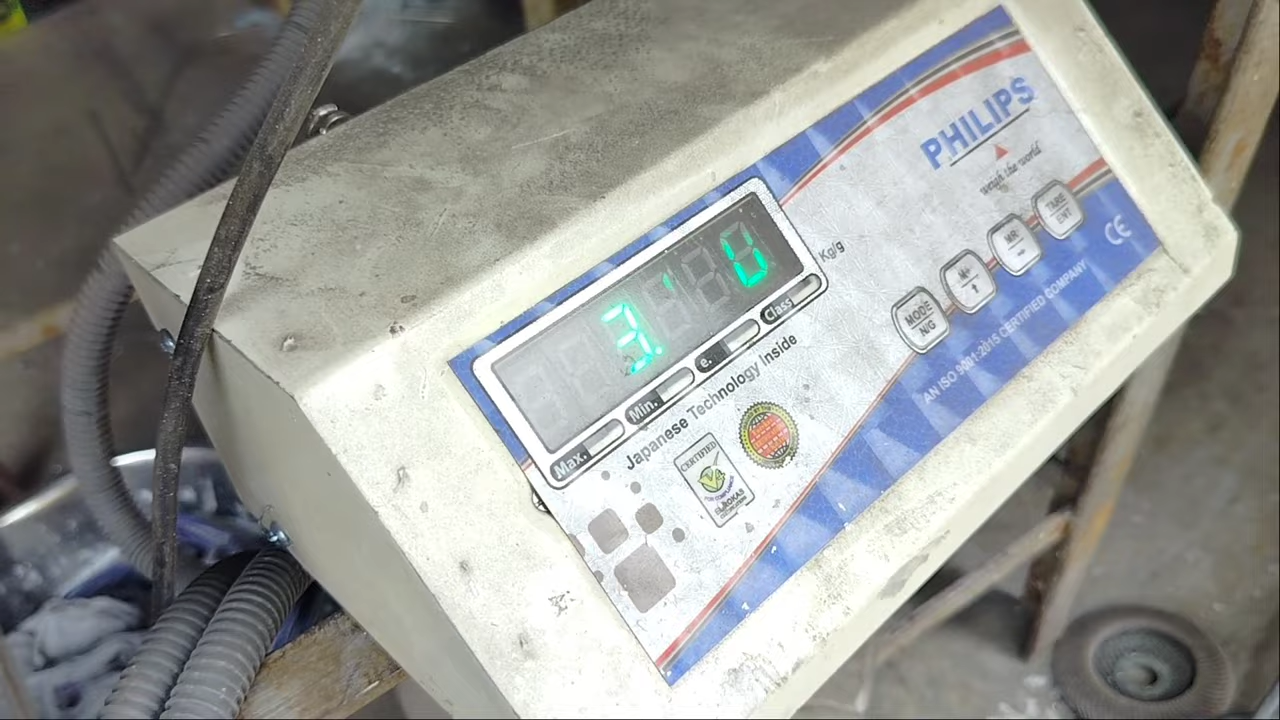 PHILIPS
weigh the world
Kg/g
Max.
Min.
e.
Class
Japanese Technology Inside
MODE
N/G
M+
MR
TARE
ENT
CE
AN ISO 9001-2015 CERTIFIED COMPANY
CERTIFIED